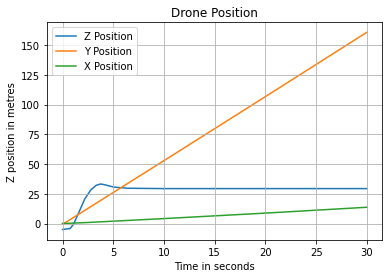 Drone Position
Z Position
Y Position
X Position
Z position in metres
150
125
100
75
50
25
0
0
5
10
15
20
25
30
Time in seconds